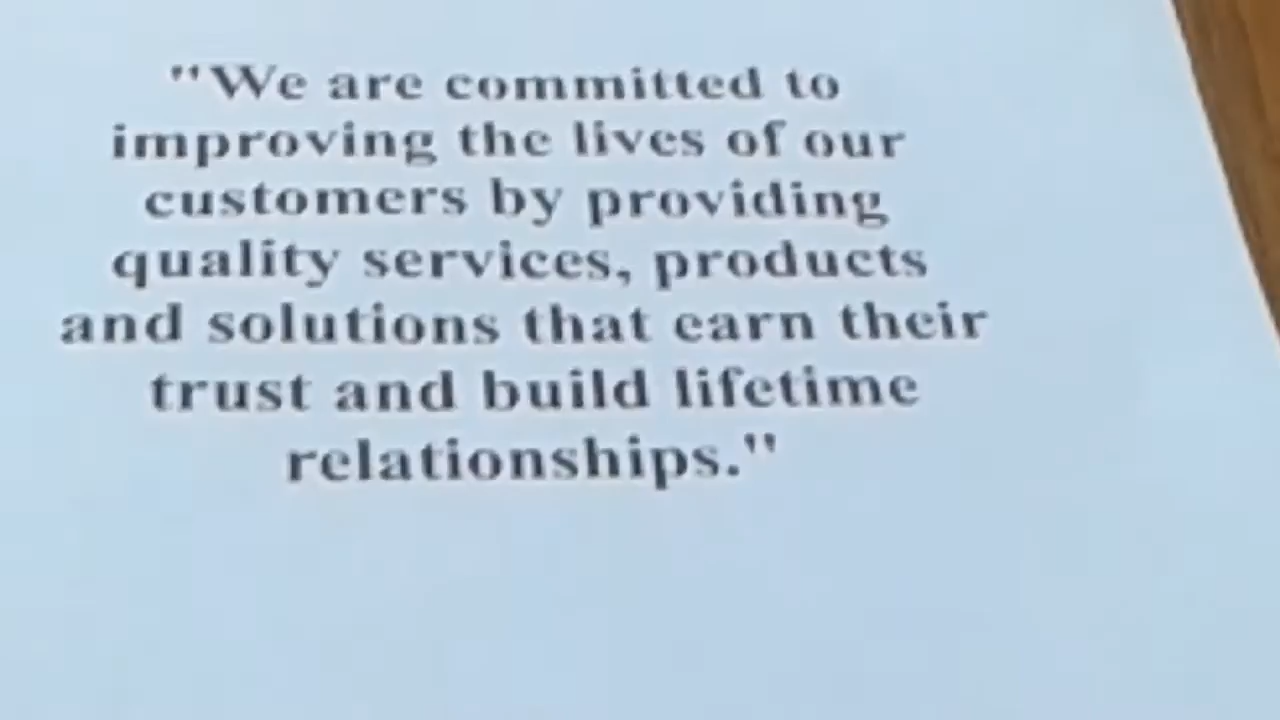 "We are committed to
improving the lives of our
customers by providing
quality services, products
and solutions that earn their
trust and build lifetime
relationships."